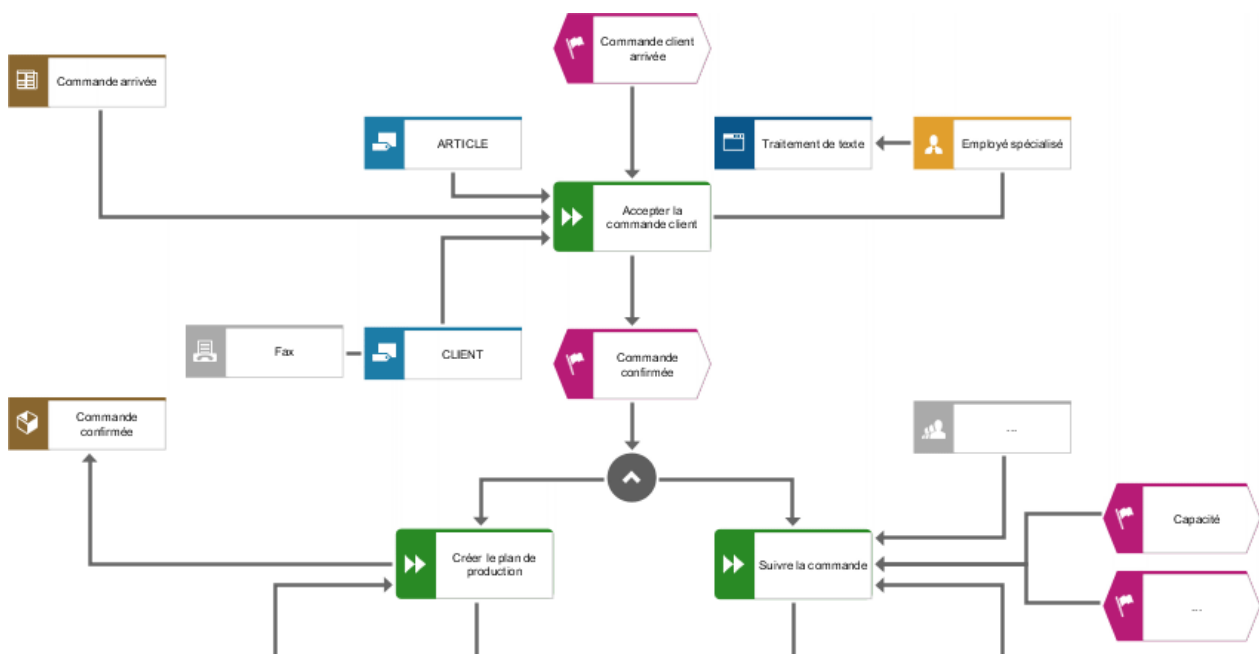 Commande client
arrivée
Commande arrivée
ARTICLE
Traitement de texte
Employé spécialisé
Accepter la
commande client
Fax
CLIENT
Commande
confirmée
Commande
confirmée
...
Capacité
Créer le plan de
production
Suivre la commande
....